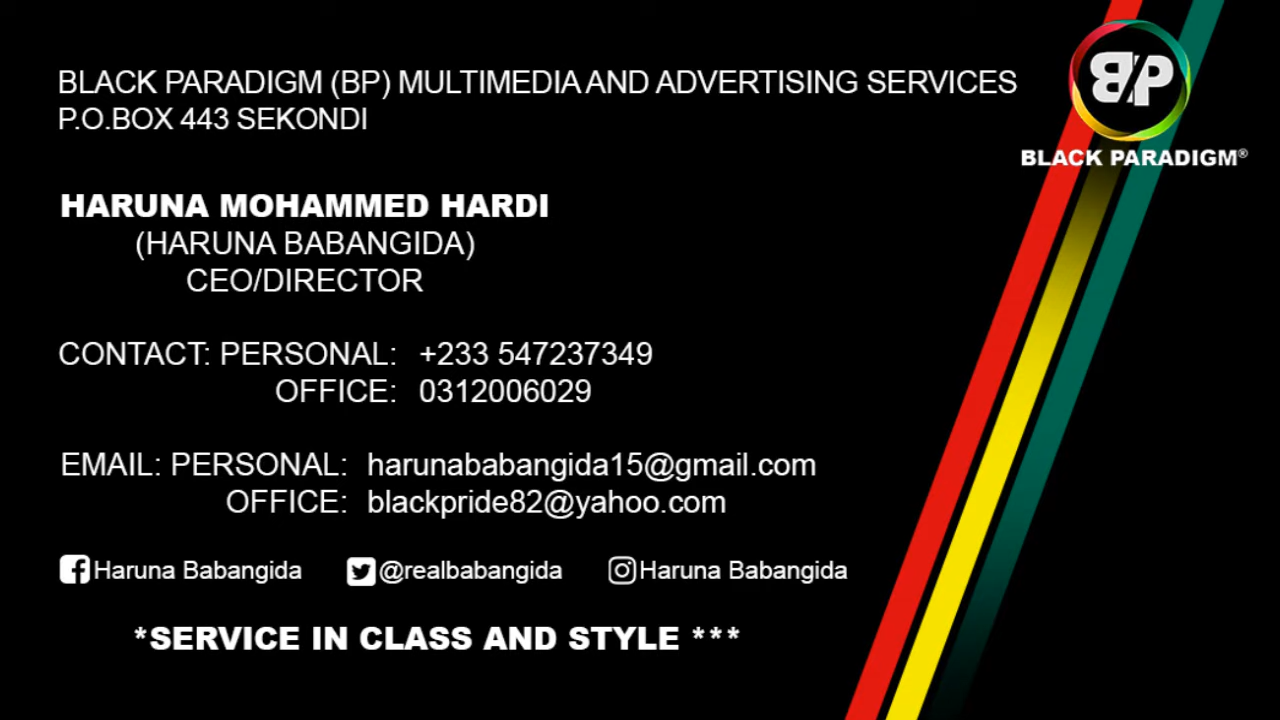 BLACK PARADIGM (BP) MULTIMEDIA AND ADVERTISING SERVICES
P.O.BOX 443 SEKONDI
BP
BLACK PARADIGM®
HARUNA MOHAMMED HARDI
(HARUNA BABANGIDA)
CEO/DIRECTOR
CONTACT: PERSONAL: +233 547237349
OFFICE: 0312006029
EMAIL: PERSONAL: harunababangida15@gmail.com
OFFICE: blackpride82@yahoo.com
Haruna Babangida @realbabangida Haruna Babangida
*SERVICE IN CLASS AND STYLE ***